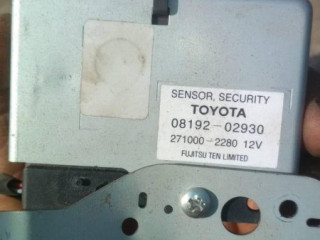 SENSOR, SECURITY
TOYOTA
08192-02930
271000-2280 12V
FUJITSU TEN LIMITED